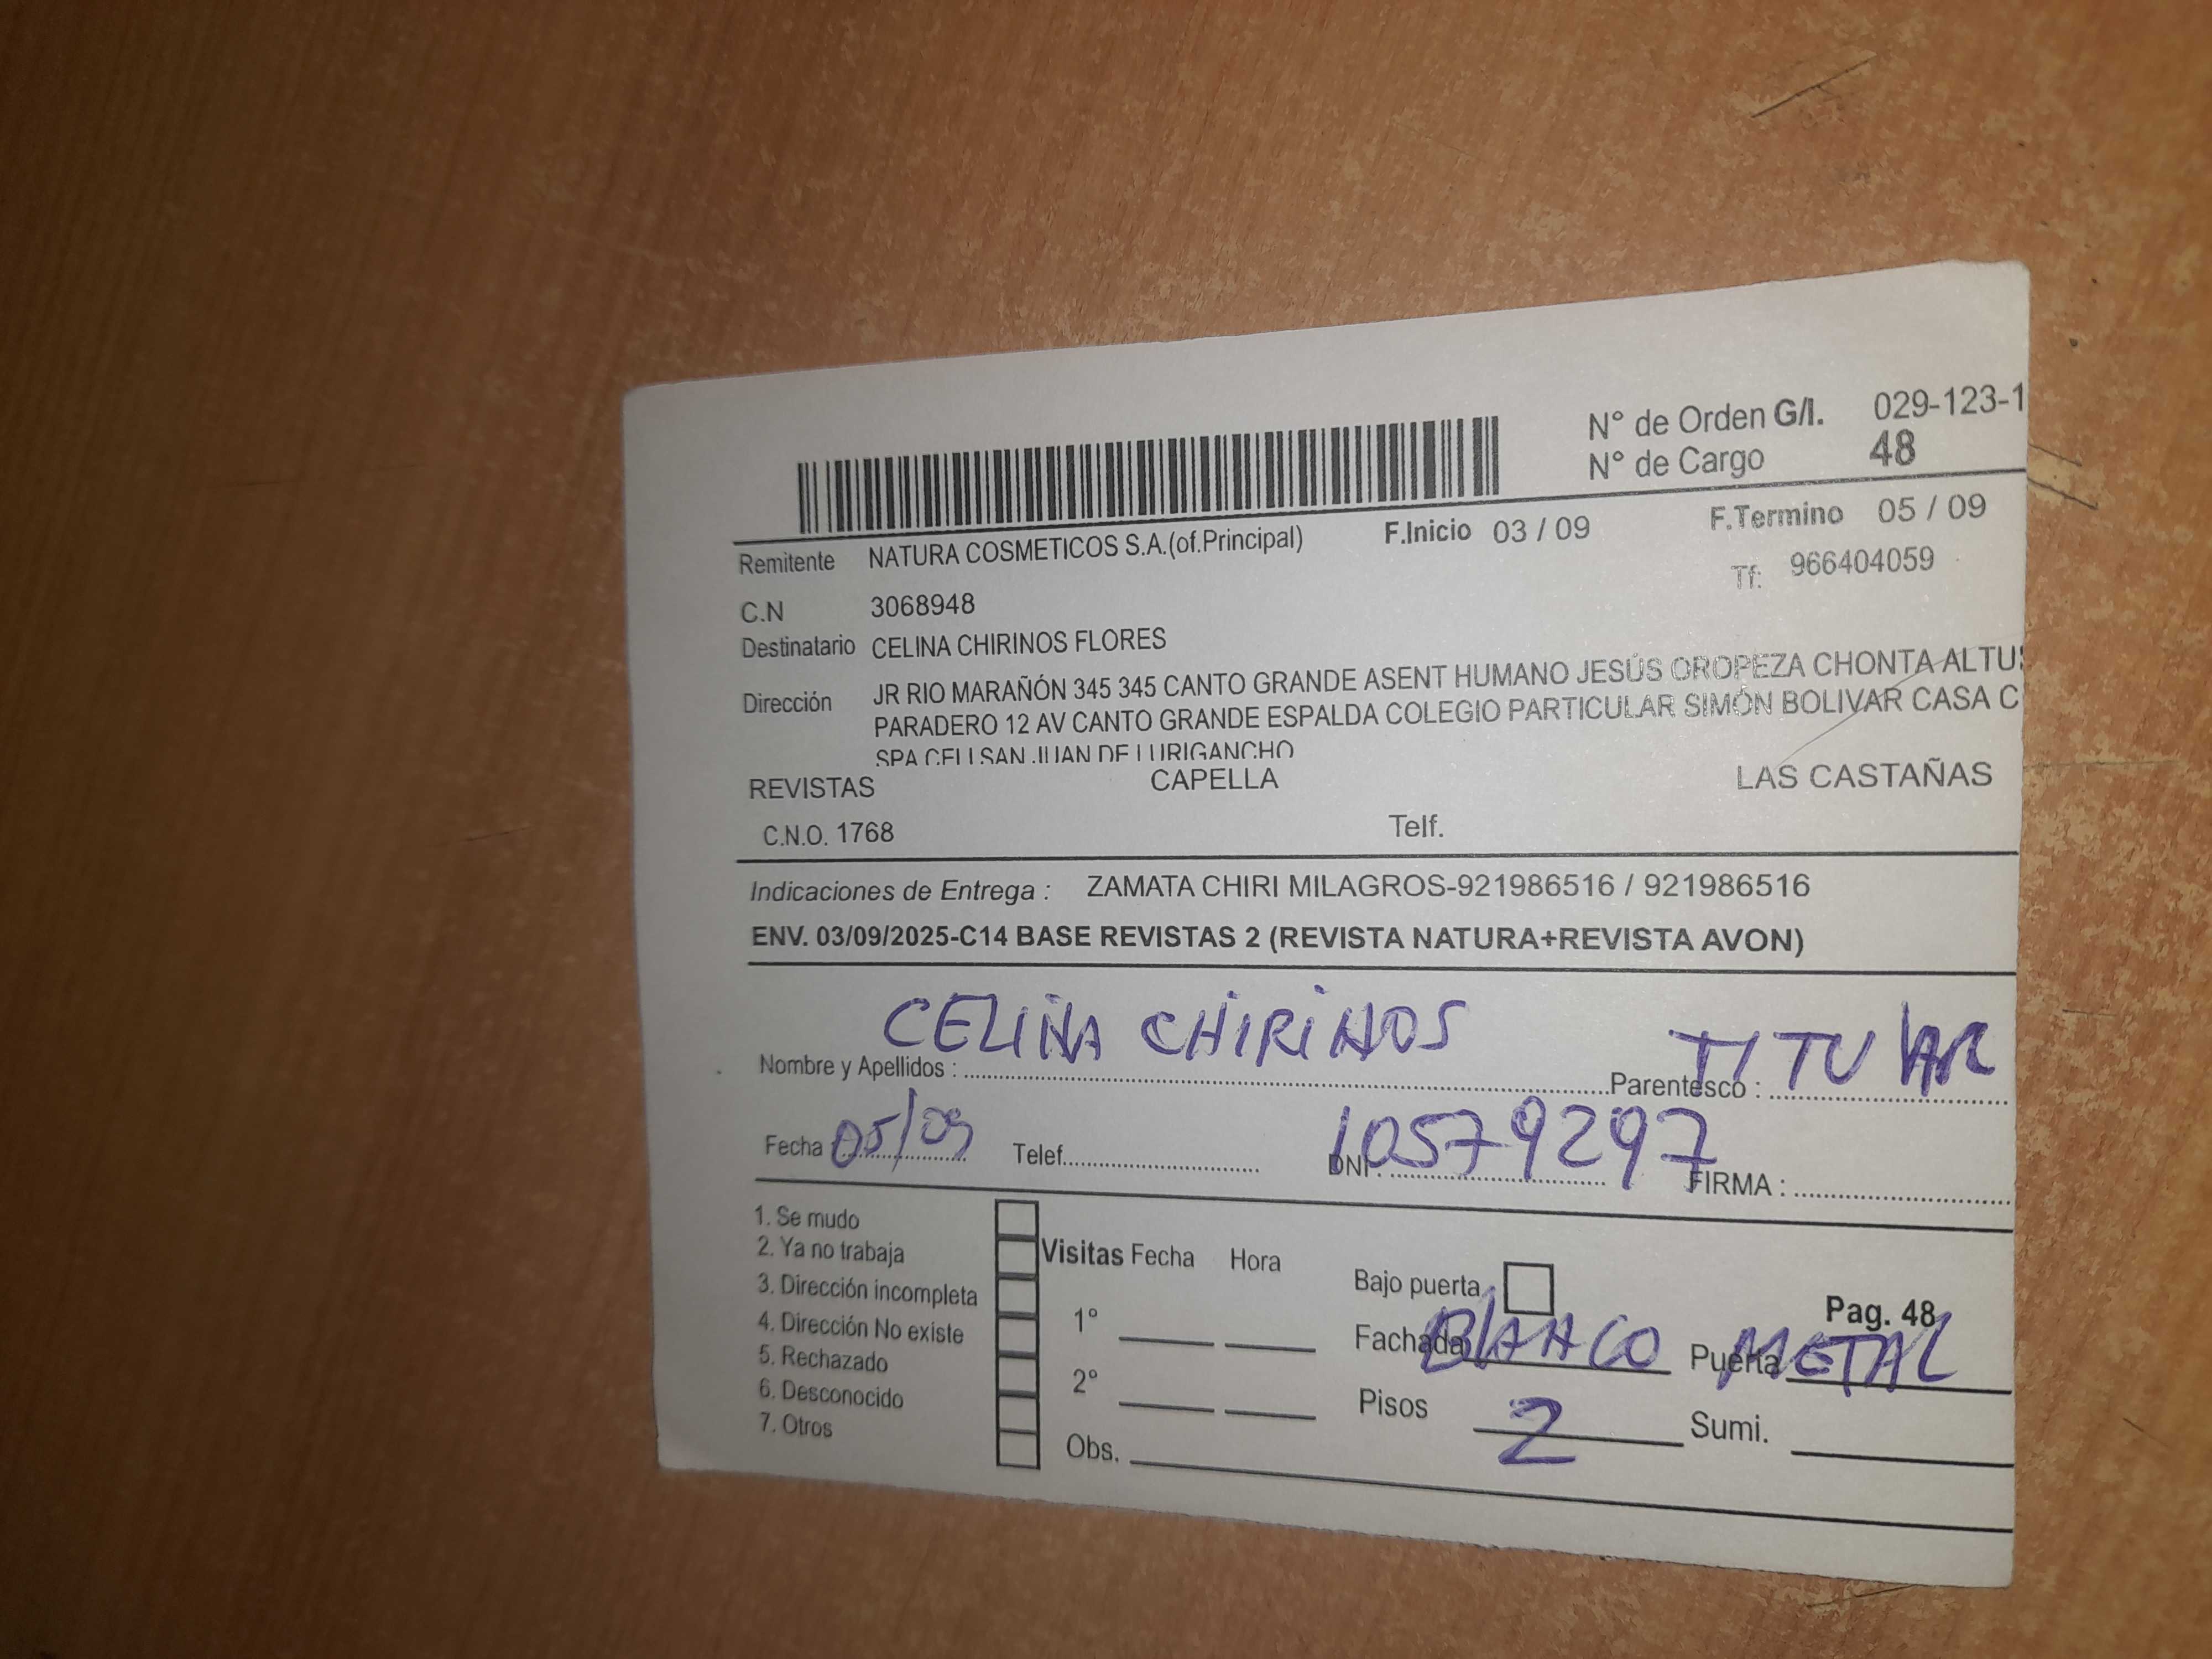 N° de Orden G/I. 029-123-1
N° de Cargo 48
Remitente NATURA COSMETICOS S.A.(of.Principal) F.Inicio 03 / 09 F.Termino 05 / 09
Tf: 966404059
C.N 3068948
Destinatario CELINA CHIRINOS FLORES
Dirección JR RIO MARAÑÓN 345 345 CANTO GRANDE ASENT HUMANO JESÚS OROPEZA CHONTA ALTU
PARADERO 12 AV CANTO GRANDE ESPALDA COLEGIO PARTICULAR SIMÓN BOLIVAR CASA C
SPA CELI SAN JUAN DE LURIGANCHO
REVISTAS CAPELLA LAS CASTAÑAS
C.N.O. 1768 Telf.
Indicaciones de Entrega : ZAMATA CHIRI MILAGROS-921986516 / 921986516
ENV. 03/09/2025-C14 BASE REVISTAS 2 (REVISTA NATURA+REVISTA AVON)
Nombre y Apellidos : CELINA CHIRINOS Parentesco : TITULAR
Fecha 05/09 Telef. DNI : 10579297 FIRMA :
1. Se mudo
2. Ya no trabaja
3. Dirección incompleta
4. Dirección No existe
5. Rechazado
6. Desconocido
7. Otros
Visitas Fecha Hora
1°
2°
Obs.
Bajo puerta Pag. 48
Fachada BLANCO Puerta METAL
Pisos 2 Sumi.